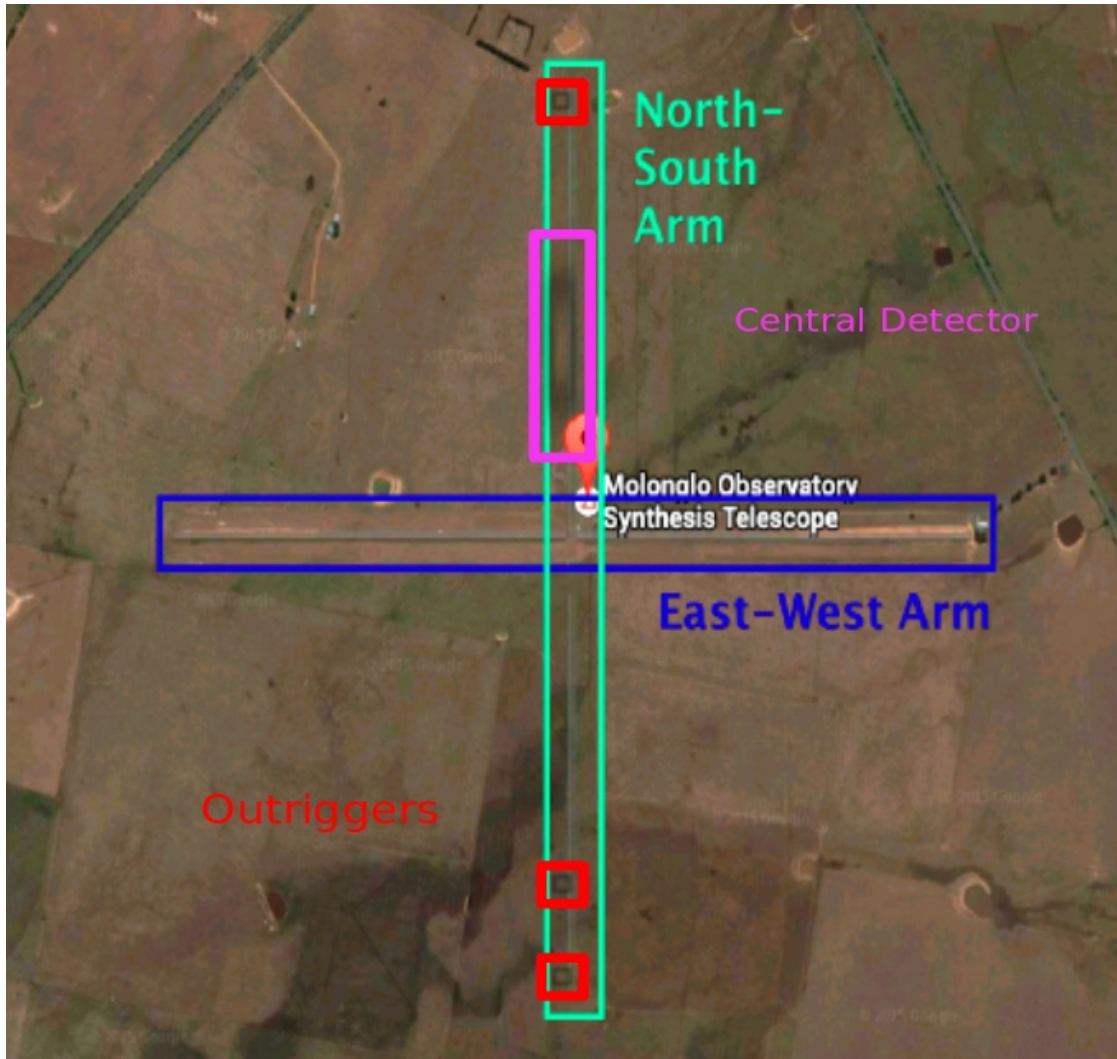 North-
South
Arm
Central Detector
Molonglo Observatory
Synthesis Telescope
East-West Arm
Outriggers